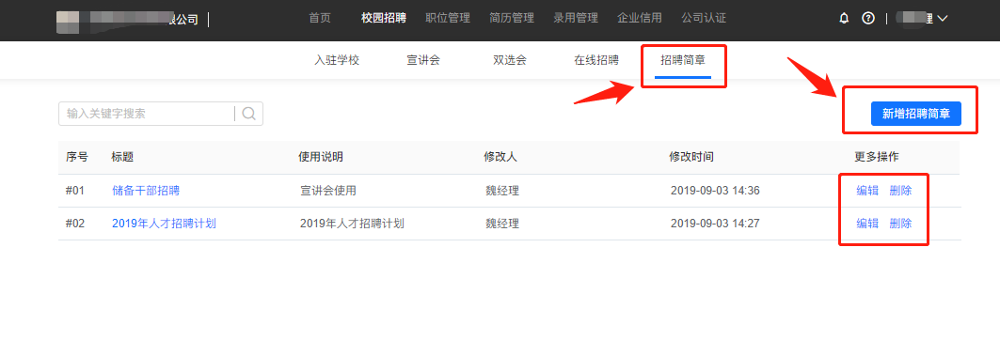 限公司
首页 校园招聘 职位管理 简历管理 录用管理 企业信用 公司认证
入驻学校 宣讲会 双选会 在线招聘 招聘简章
输入关键字搜索 新增招聘简章
序号 标题 使用说明 修改人 修改时间 更多操作
#01 储备干部招聘 宣讲会使用 魏经理 2019-09-03 14:36 编辑 删除
#02 2019年人才招聘计划 2019年人才招聘计划 魏经理 2019-09-03 14:27 编辑 删除